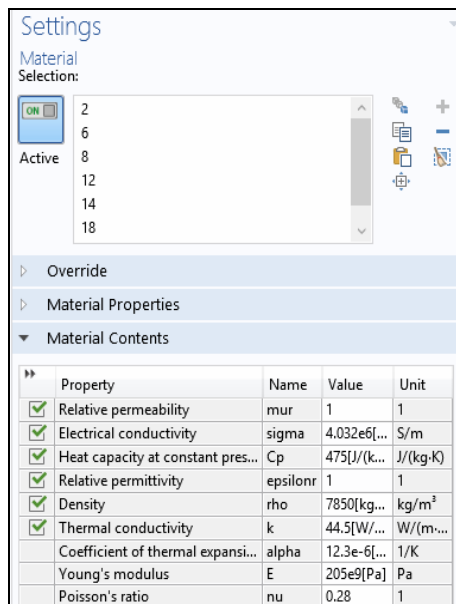 Settings
Material
Selection:
ON
Active
2
6
8
12
14
18
Override
Material Properties
Material Contents
Property Name Value Unit
Relative permeability mur 1 1
Electrical conductivity sigma 4.032e6[... S/m
Heat capacity at constant pres... Cp 475[J/(k... J/(kg·K)
Relative permittivity epsilonr 1 1
Density rho 7850[kg... kg/m³
Thermal conductivity k 44.5[W/... W/(m·...
Coefficient of thermal expansi... alpha 12.3e-6[... 1/K
Young's modulus E 205e9[Pa] Pa
Poisson's ratio nu 0.28 1